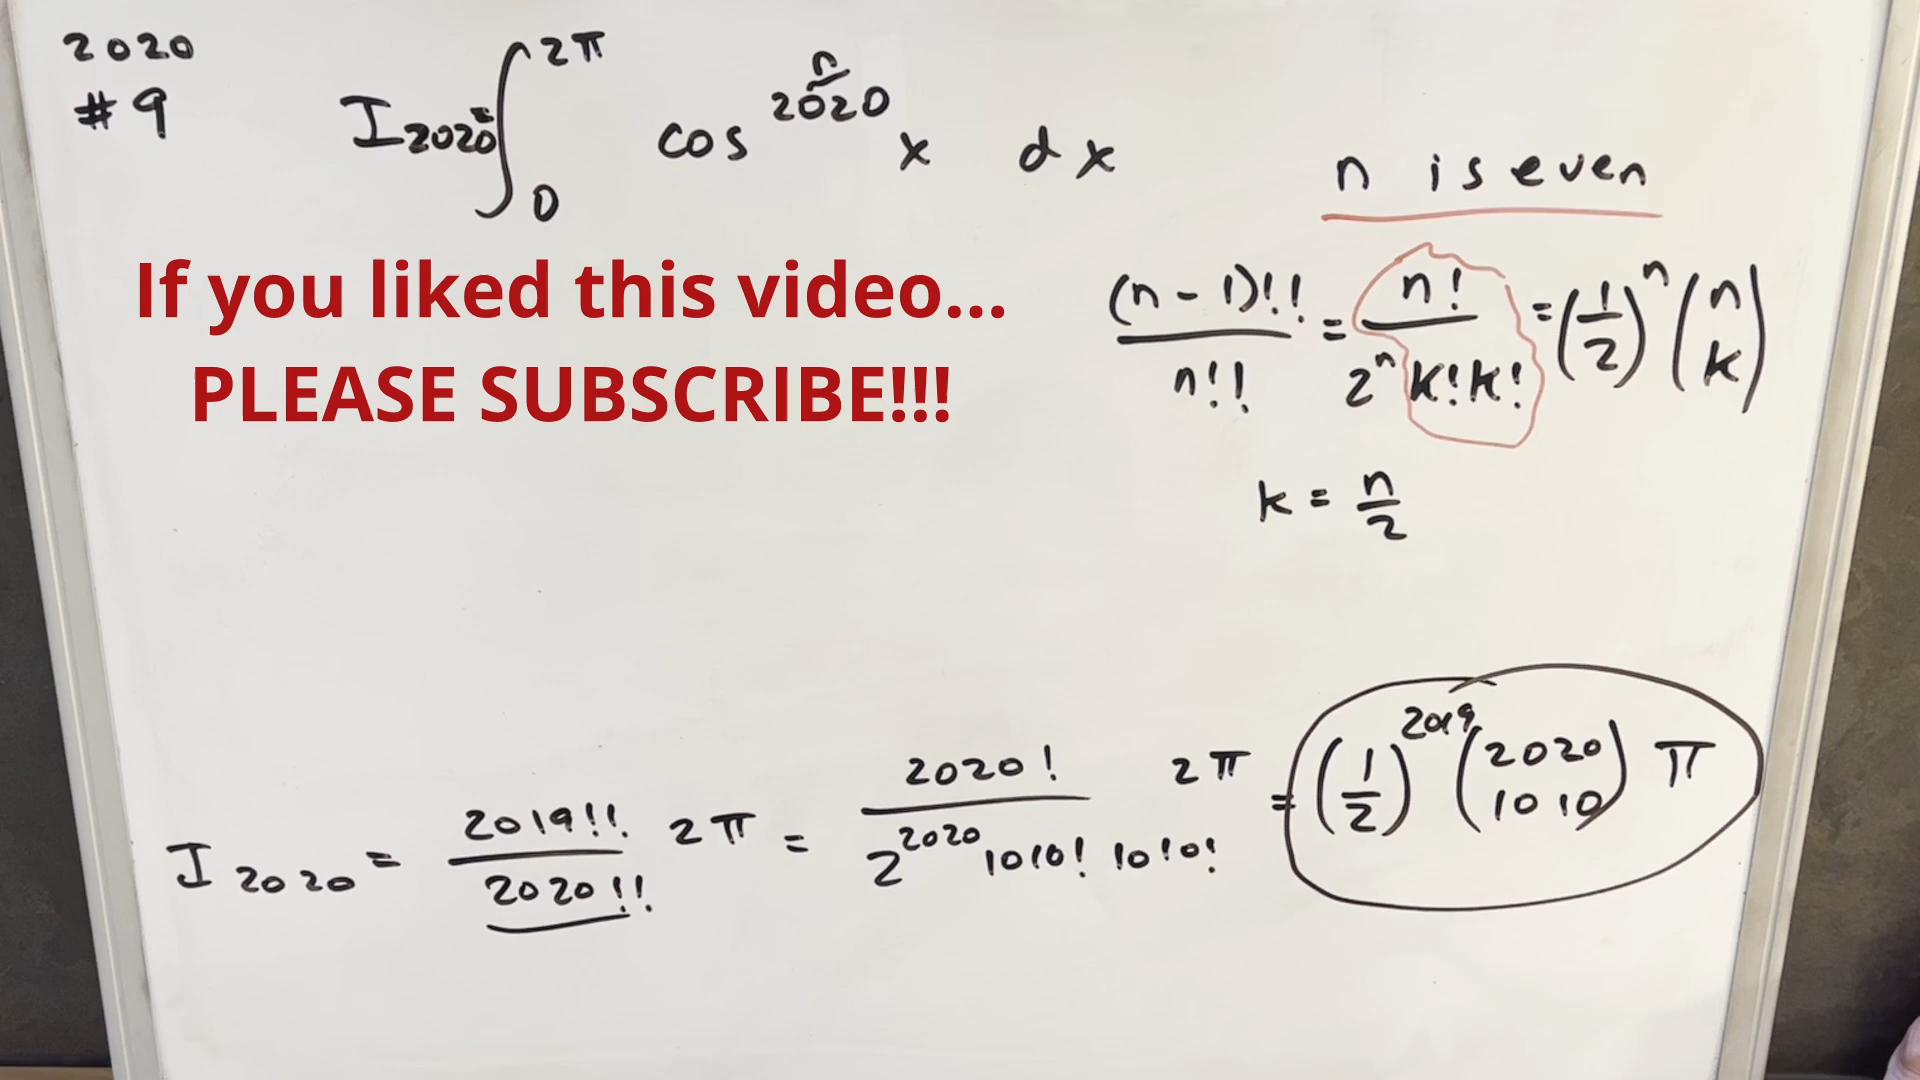 2020
#9
I₂₀₂₀ = ∫₀^2π cos^2020 x dx
n
n is even
If you liked this video...
PLEASE SUBSCRIBE!!!
(n-1)!!/n!! = n!/(2^n k!k!) = (1/2)^n (n k)
k = n/2
I₂₀₂₀ = 2019!!/2020!! 2π = 2020!/(2^2020 1010! 1010!) 2π = (1/2)^2019 (2020 1010) π